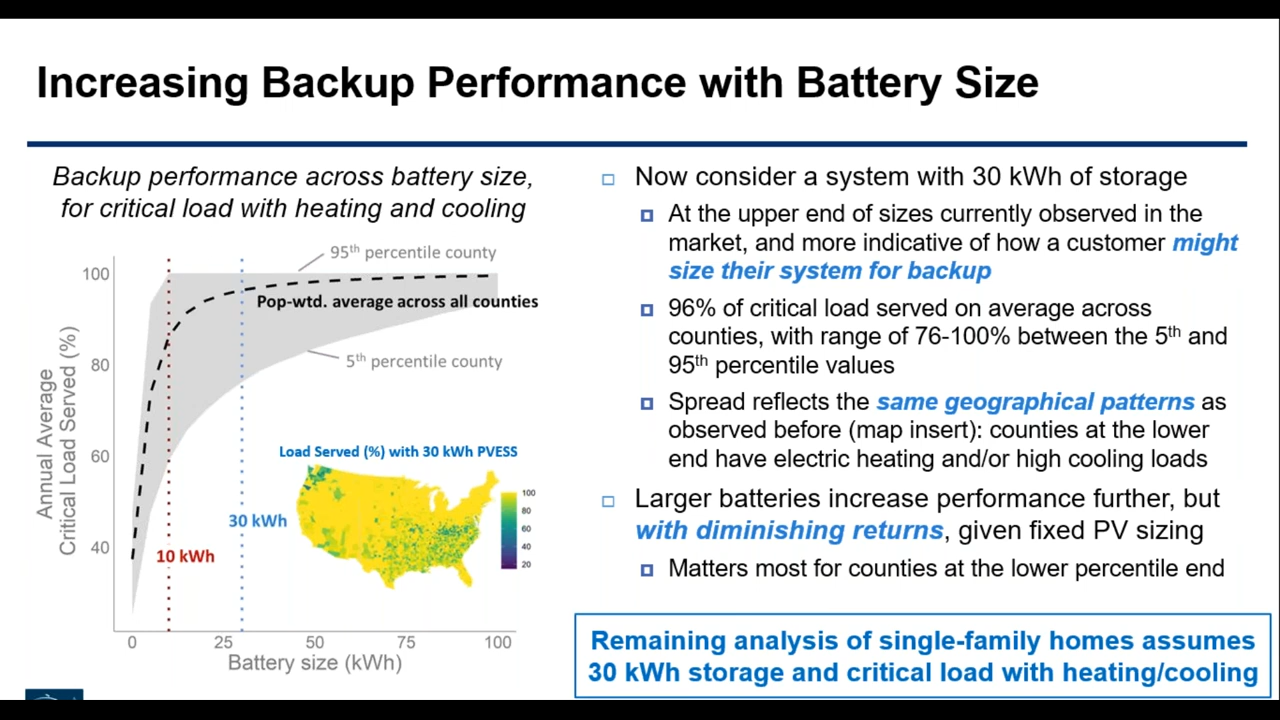 Increasing Backup Performance with Battery Size
Backup performance across battery size,
for critical load with heating and cooling
95th percentile county
Pop-wtd. average across all counties
5th percentile county
Annual Average
Critical Load Served (%)
100
80
60
40
10 kWh
30 kWh
0 25 50 75 100
Battery size (kWh)
Load Served (%) with 30 kWh PVESS
100
80
60
40
20
Now consider a system with 30 kWh of storage
At the upper end of sizes currently observed in the
market, and more indicative of how a customer might
size their system for backup
96% of critical load served on average across
counties, with range of 76-100% between the 5th and
95th percentile values
Spread reflects the same geographical patterns as
observed before (map insert): counties at the lower
end have electric heating and/or high cooling loads
Larger batteries increase performance further, but
with diminishing returns, given fixed PV sizing
Matters most for counties at the lower percentile end
Remaining analysis of single-family homes assumes
30 kWh storage and critical load with heating/cooling